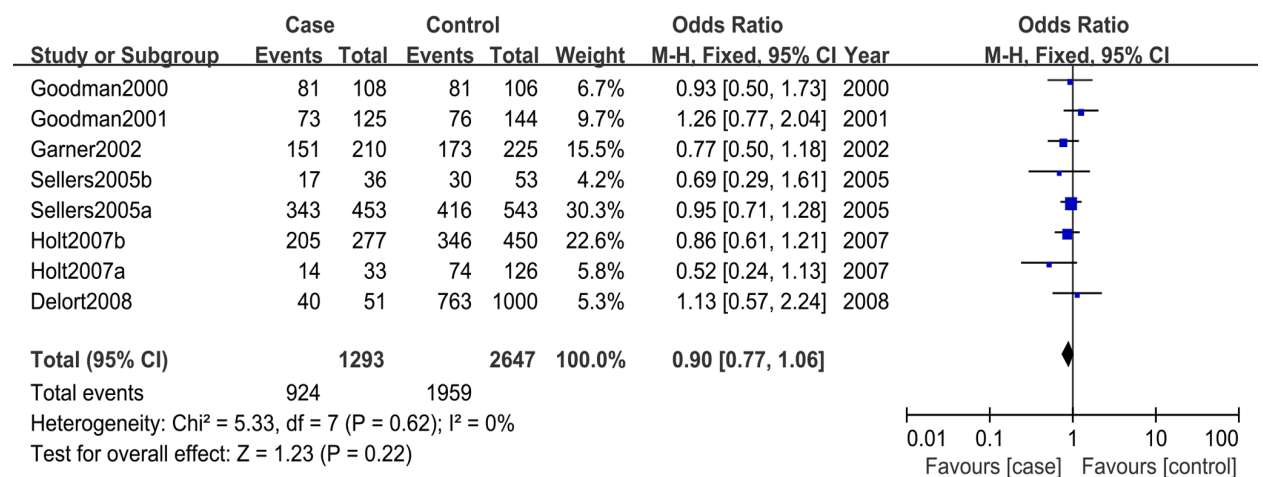 Case Control Odds Ratio Odds Ratio
Study or Subgroup Events Total Events Total Weight M-H, Fixed, 95% CI Year M-H, Fixed, 95% CI
Goodman2000 81 108 81 106 6.7% 0.93 [0.50, 1.73] 2000
Goodman2001 73 125 76 144 9.7% 1.26 [0.77, 2.04] 2001
Garner2002 151 210 173 225 15.5% 0.77 [0.50, 1.18] 2002
Sellers2005b 17 36 30 53 4.2% 0.69 [0.29, 1.61] 2005
Sellers2005a 343 453 416 543 30.3% 0.95 [0.71, 1.28] 2005
Holt2007b 205 277 346 450 22.6% 0.86 [0.61, 1.21] 2007
Holt2007a 14 33 74 126 5.8% 0.52 [0.24, 1.13] 2007
Delort2008 40 51 763 1000 5.3% 1.13 [0.57, 2.24] 2008
Total (95% CI) 1293 2647 100.0% 0.90 [0.77, 1.06]
Total events 924 1959
Heterogeneity: Chi² = 5.33, df = 7 (P = 0.62); I² = 0%
Test for overall effect: Z = 1.23 (P = 0.22)
0.01 0.1 1 10 100
Favours [case] Favours [control]